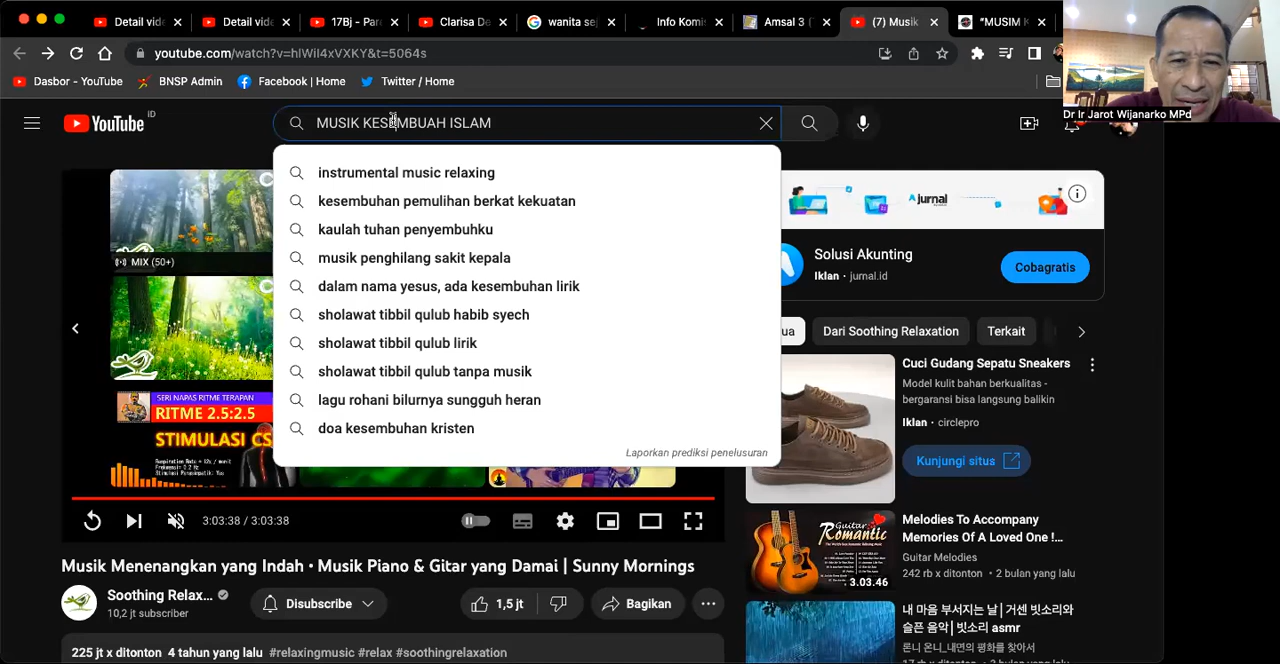 Detail vide
Detail vide
17Bj - Par
Clarisa De
wanita sej
Info Komis
Amsal 3 (
(7) Musik
"MUSIM K
youtube.com/watch?v=hlWiI4xVXKY&t=5064s
Dasbor - YouTube
BNSP Admin
Facebook | Home
Twitter / Home
Dr Ir Jarot Wijanarko MPd
YouTube ID
MUSIK KESEMBUAH ISLAM
instrumental music relaxing
kesembuhan pemulihan berkat kekuatan
kaulah tuhan penyembuhku
musik penghilang sakit kepala
dalam nama yesus, ada kesembuhan lirik
sholawat tibbil qulub habib syech
sholawat tibbil qulub lirik
sholawat tibbil qulub tanpa musik
lagu rohani bilurnya sungguh heran
doa kesembuhan kristen
Laporkan prediksi penelusuran
MIX (50+)
SERI NAPAS RITME TERAPAN
RITME 2.5:2.5
STIMULASI CS
3:03:38 / 3:03:38
Musik Menenangkan yang Indah • Musik Piano & Gitar yang Damai | Sunny Mornings
Soothing Relax...
10,2 jt subscriber
Disubscribe
1,5 jt
Bagikan
225 jt x ditonton 4 tahun yang lalu #relaxingmusic #relax #soothingrelaxation
jurnal
Solusi Akunting
Iklan • jurnal.id
Cobagratis
ua
Dari Soothing Relaxation
Terkait
Cuci Gudang Sepatu Sneakers
Model kulit bahan berkualitas -
bergaransi bisa langsung balikin
Iklan • circlepro
Kunjungi situs
Guitar
ROMANTIC
3.03.46
Melodies To Accompany
Memories Of A Loved One !...
Guitar Melodies
242 rb x ditonton • 2 bulan yang lalu
내 마음 부서지는 날│거센 빗소리와
슬픈 음악│빗소리 asmr